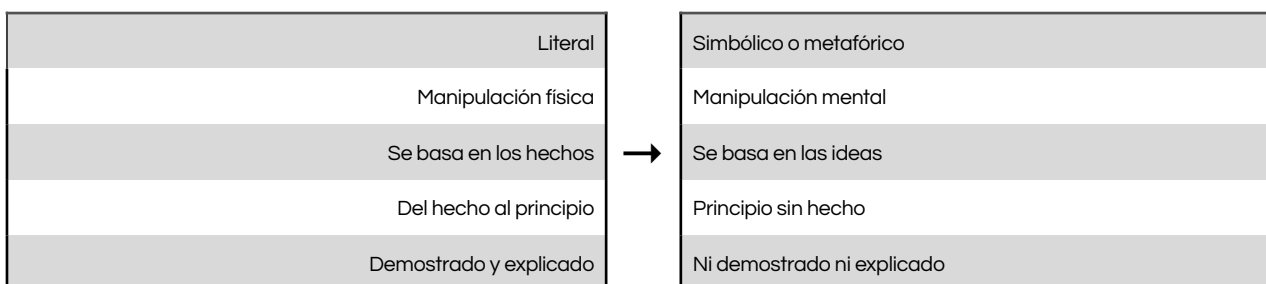 Literal
Simbólico o metafórico
Manipulación física
Manipulación mental
Se basa en los hechos
→
Se basa en las ideas
Del hecho al principio
Principio sin hecho
Demostrado y explicado
Ni demostrado ni explicado